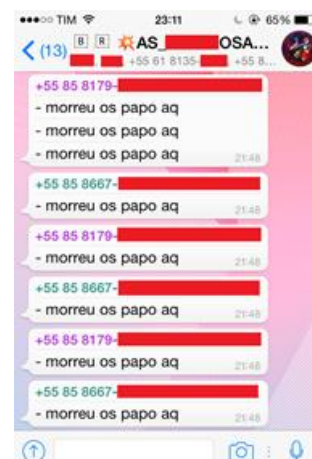 TIM 23:11 65%
(13) B R 💥AS_ OSA...
+55 61 8135- , +55 8...
+55 85 8179-
- morreu os papo aq
- morreu os papo aq
- morreu os papo aq
21:48
+55 85 8667-
- morreu os papo aq
21:48
+55 85 8179-
- morreu os papo aq
21:48
+55 85 8667-
- morreu os papo aq
21:48
+55 85 8179-
- morreu os papo aq
21:48
+55 85 8667-
- morreu os papo aq
21:48